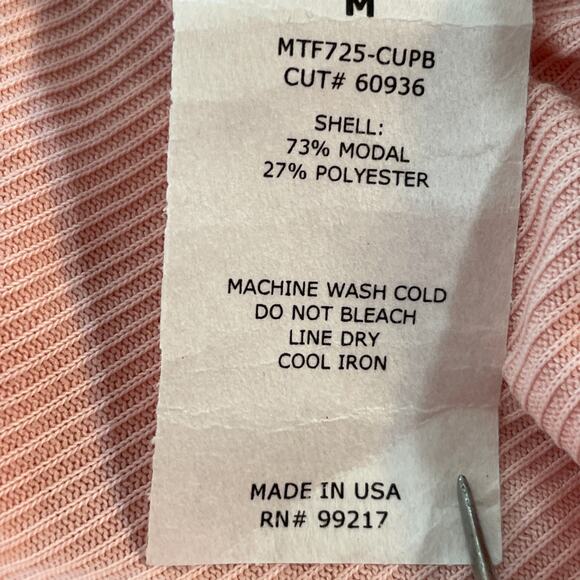 M
MTF725-CUPB
CUT# 60936
SHELL:
73% MODAL
27% POLYESTER
MACHINE WASH COLD
DO NOT BLEACH
LINE DRY
COOL IRON
MADE IN USA
RN# 99217